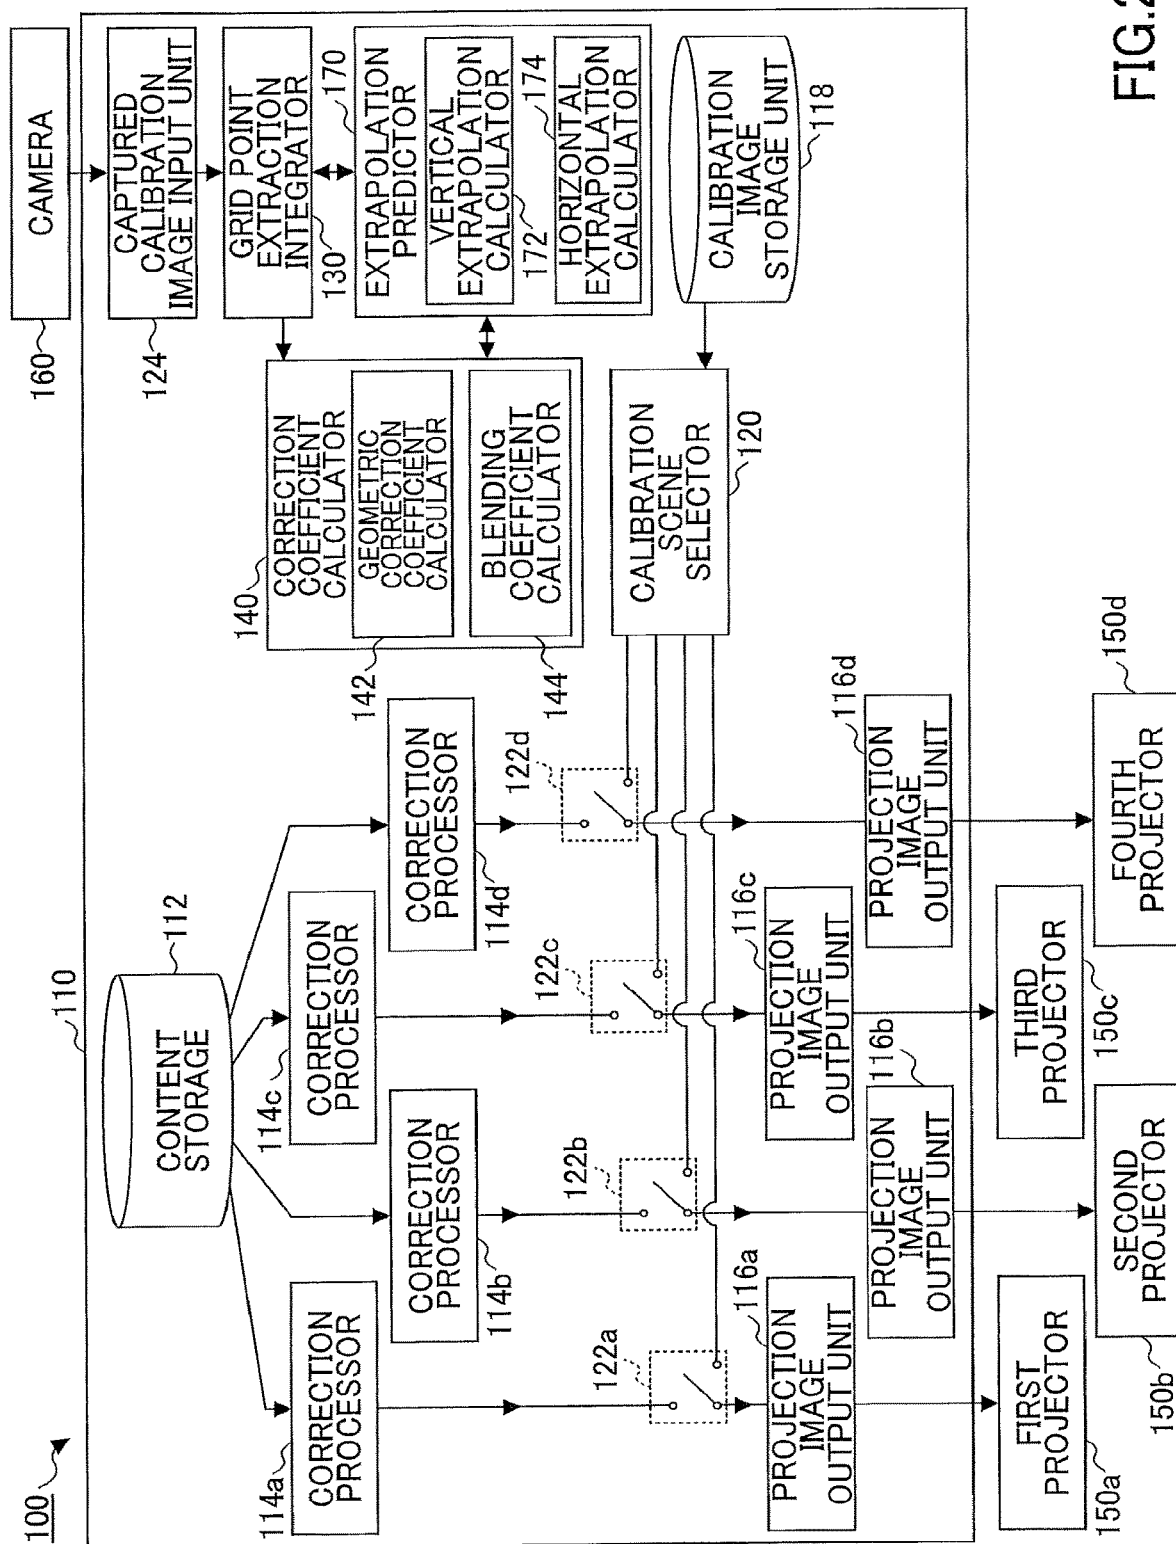 100
110
CONTENT
STORAGE
112
114a
CORRECTION
PROCESSOR
CORRECTION
PROCESSOR
114b
114c
CORRECTION
PROCESSOR
CORRECTION
PROCESSOR
114d
122a
122b
122c
122d
PROJECTION
IMAGE
OUTPUT UNIT
116a
PROJECTION
IMAGE
OUTPUT UNIT
116b
PROJECTION
IMAGE
OUTPUT UNIT
116c
PROJECTION
IMAGE
OUTPUT UNIT
116d
FIRST
PROJECTOR
150a
SECOND
PROJECTOR
150b
THIRD
PROJECTOR
150c
FOURTH
PROJECTOR
150d
140
CORRECTION
COEFFICIENT
CALCULATOR
GEOMETRIC
CORRECTION
COEFFICIENT
CALCULATOR
142
BLENDING
COEFFICIENT
CALCULATOR
144
CALIBRATION
SCENE
SELECTOR
120
CAMERA
160
CAPTURED
CALIBRATION
IMAGE INPUT UNIT
124
GRID POINT
EXTRACTION
INTEGRATOR
130
170
EXTRAPOLATION
PREDICTOR
VERTICAL
EXTRAPOLATION
CALCULATOR
172
174
HORIZONTAL
EXTRAPOLATION
CALCULATOR
CALIBRATION
IMAGE
STORAGE UNIT
118
FIG.2